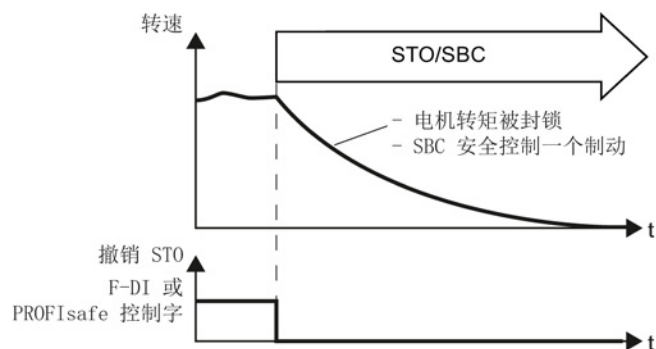 转速
STO/SBC
- 电机转矩被封锁
- SBC 安全控制一个制动
t
撤销 STO
F-DI 或
PROFIsafe 控制字
t